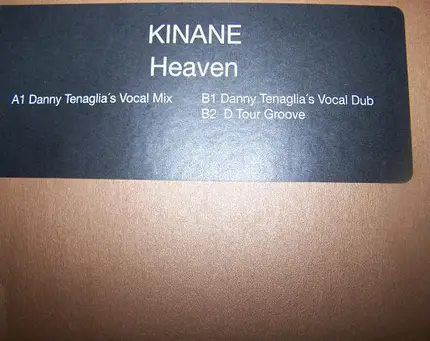 KINANE
Heaven
A1 Danny Tenaglia´s Vocal Mix
B1 Danny Tenaglia´s Vocal Dub
B2 D Tour Groove